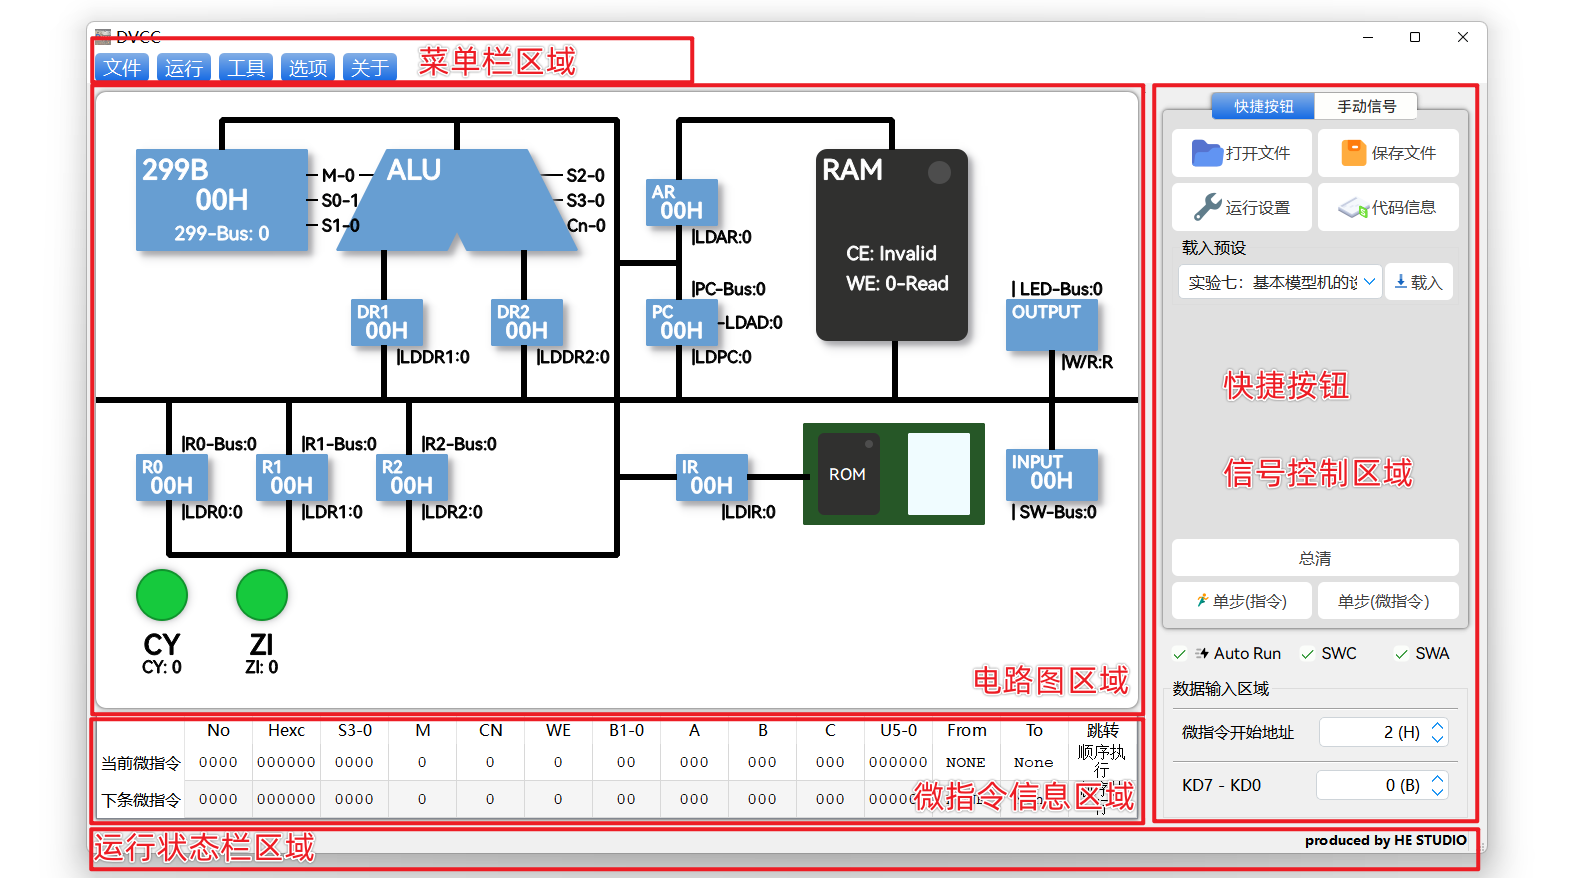 DVCC
文件 运行 工具 选项 关于 菜单栏区域
299B
00H
299-Bus: 0
M-0
S0-1
S1-0
ALU
S2-0
S3-0
Cn-0
DR1
00H
|LDDR1:0
DR2
00H
|LDDR2:0
AR
00H
|LDAR:0
|PC-Bus:0
PC
00H
-LDAD:0
|LDPC:0
RAM
CE: Invalid
WE: 0-Read
| LED-Bus:0
OUTPUT
|W/R:R
|R0-Bus:0
R0
00H
|LDR0:0
|R1-Bus:0
R1
00H
|LDR1:0
|R2-Bus:0
R2
00H
|LDR2:0
IR
00H
|LDIR:0
ROM
INPUT
00H
| SW-Bus:0
CY
CY: 0
ZI
ZI: 0
电路图区域
No Hexc S3-0 M CN WE B1-0 A B C U5-0 From To 跳转
当前微指令 0000 000000 0000 0 0 0 00 000 000 000 000000 NONE None 顺序执行
下条微指令 0000 000000 0000 0 0 0 00 000 000 000
微指令信息区域
运行状态栏区域
快捷按钮 手动信号
打开文件 保存文件
运行设置 代码信息
载入预设
实验七：基本模型机的 载入
快捷按钮
信号控制区域
总清
单步(指令) 单步(微指令)
Auto Run SWC SWA
数据输入区域
微指令开始地址 2 (H)
KD7 - KD0 0 (B)
produced by HE STUDIO